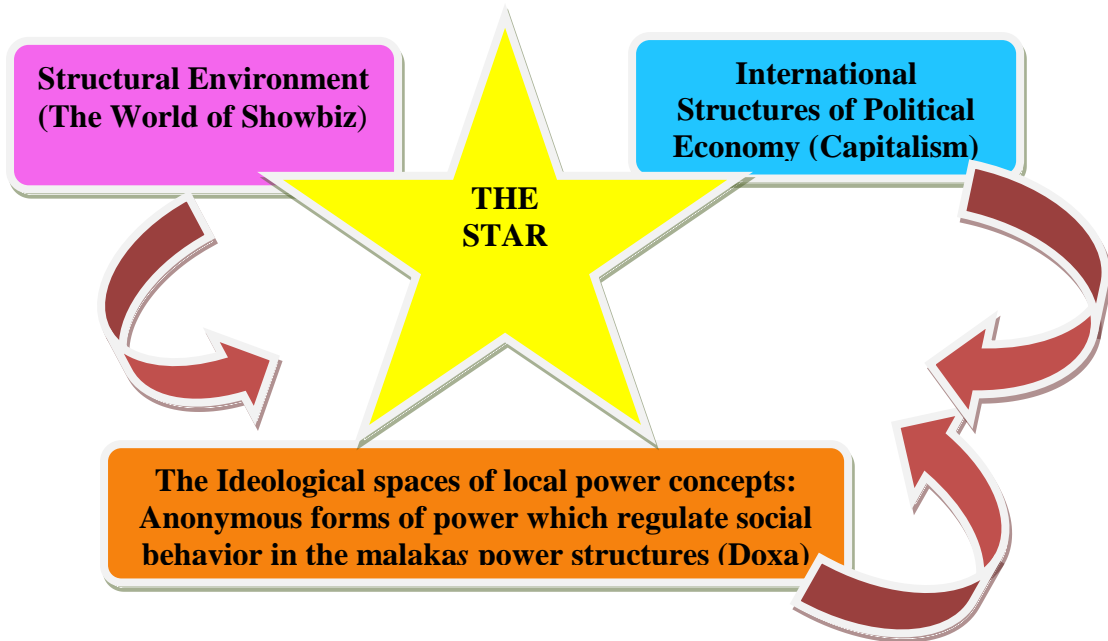 Structural Environment
(The World of Showbiz)
International
Structures of Political
Economy (Capitalism)
THE
STAR
The Ideological spaces of local power concepts:
Anonymous forms of power which regulate social
behavior in the malakas power structures (Doxa)